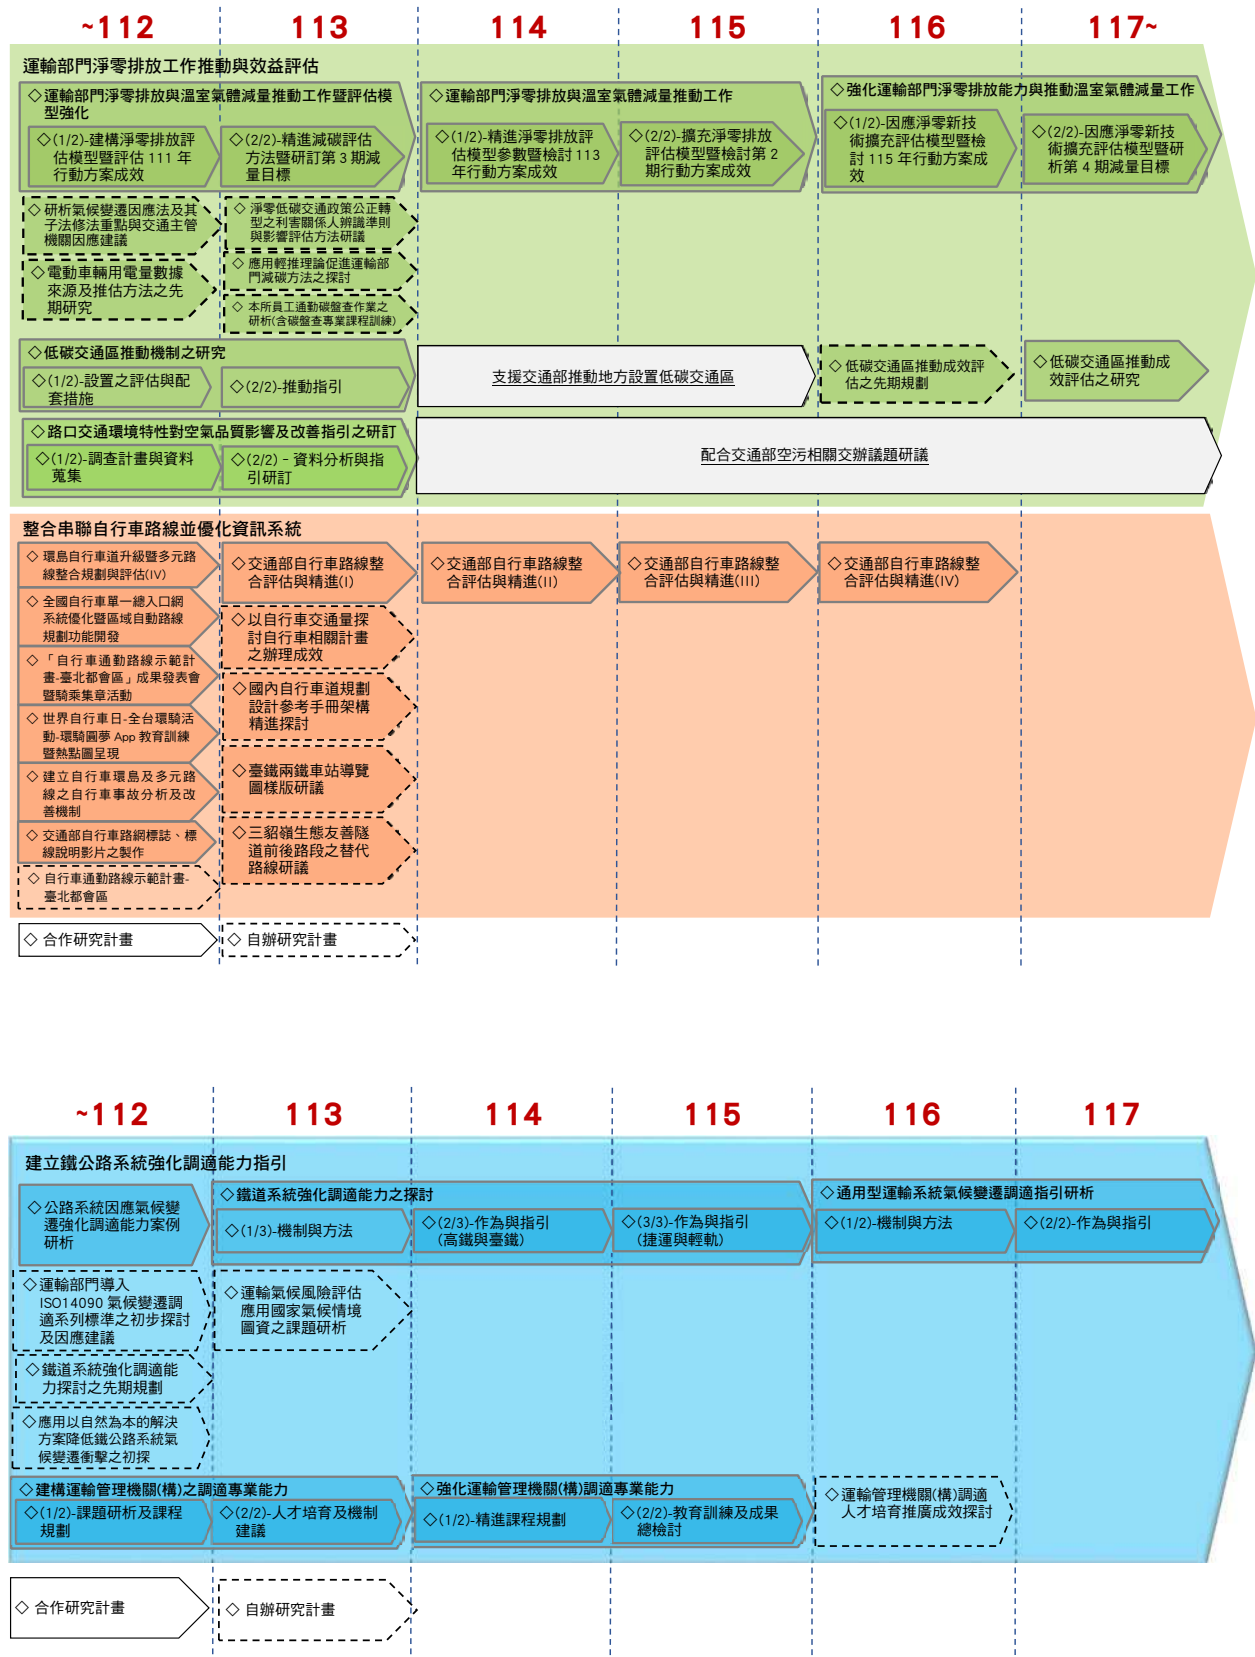 ~112 113 114 115 116 117~
運輸部門淨零排放工作推動與效益評估
◇運輸部門淨零排放與溫室氣體減量推動工作暨評估模
型強化
◇(1/2)-建構淨零排放評
估模型暨評估 111 年
行動方案成效
◇(2/2)-精進減碳評估
方法暨研訂第 3 期減
量目標
◇運輸部門淨零排放與溫室氣體減量推動工作
◇(1/2)-精進淨零排放評
估模型參數暨檢討 113
年行動方案成效
◇(2/2)-擴充淨零排放
評估模型暨檢討第 2
期行動方案成效
◇強化運輸部門淨零排放能力與推動溫室氣體減量工作
◇(1/2)-因應淨零新技
術擴充評估模型暨檢
討 115 年行動方案成
效
◇(2/2)-因應淨零新技
術擴充評估模型暨研
析第 4 期減量目標
◇研析氣候變遷因應法及其
子法修法重點與交通主管
機關因應建議
◇電動車輛用電量數據
來源及推估方法之先
期研究
◇ 淨零低碳交通政策公正轉
型之利害關係人辨識準則
與影響評估方法研議
◇ 應用輕推理論促進運輸部
門減碳方法之探討
◇ 本所員工通勤碳盤查作業之
研析(含碳盤查專業課程訓練)
◇低碳交通區推動機制之研究
◇(1/2)-設置之評估與配
套措施
◇(2/2)-推動指引
支援交通部推動地方設置低碳交通區
◇低碳交通區推動成效評
估之先期規劃
◇低碳交通區推動成
效評估之研究
◇路口交通環境特性對空氣品質影響及改善指引之研訂
◇(1/2)-調查計畫與資料
蒐集
◇(2/2)－資料分析與指
引研訂
配合交通部空污相關交辦議題研議
整合串聯自行車路線並優化資訊系統
◇ 環島自行車道升級暨多元路
線整合規劃與評估(IV)
◇ 全國自行車單一總入口網
系統優化暨區域自動路線
規劃功能開發
◇ 「自行車通勤路線示範計
畫-臺北都會區」成果發表會
暨騎乘集章活動
◇ 世界自行車日-全台環騎活
動-環騎圓夢 App 教育訓練
暨熱點圖呈現
◇ 建立自行車環島及多元路
線之自行車事故分析及改
善機制
◇ 交通部自行車路網標誌、標
線說明影片之製作
◇ 自行車通勤路線示範計畫-
臺北都會區
◇交通部自行車路線整
合評估與精進(I)
◇以自行車交通量探
討自行車相關計畫
之辦理成效
◇國內自行車道規劃
設計參考手冊架構
精進探討
◇臺鐵兩鐵車站導覽
圖樣版研議
◇三貂嶺生態友善隧
道前後路段之替代
路線研議
◇交通部自行車路線整
合評估與精進(II)
◇交通部自行車路線整
合評估與精進(III)
◇交通部自行車路線整
合評估與精進(IV)
◇ 合作研究計畫
◇ 自辦研究計畫
~112 113 114 115 116 117
建立鐵公路系統強化調適能力指引
◇公路系統因應氣候變
遷強化調適能力案例
研析
◇鐵道系統強化調適能力之探討
◇(1/3)-機制與方法
◇(2/3)-作為與指引
(高鐵與臺鐵)
◇(3/3)-作為與指引
(捷運與輕軌)
◇通用型運輸系統氣候變遷調適指引研析
◇(1/2)-機制與方法
◇(2/2)-作為與指引
◇運輸部門導入
ISO14090 氣候變遷調
適系列標準之初步探討
及因應建議
◇鐵道系統強化調適能
力探討之先期規劃
◇應用以自然為本的解決
方案降低鐵公路系統氣
候變遷衝擊之初探
◇運輸氣候風險評估
應用國家氣候情境
圖資之課題研析
◇建構運輸管理機關(構)之調適專業能力
◇(1/2)-課題研析及課程
規劃
◇(2/2)-人才培育及機制
建議
◇強化運輸管理機關(構)調適專業能力
◇(1/2)-精進課程規劃
◇(2/2)-教育訓練及成果
總檢討
◇運輸管理機關(構)調適
人才培育推廣成效探討
◇ 合作研究計畫
◇ 自辦研究計畫